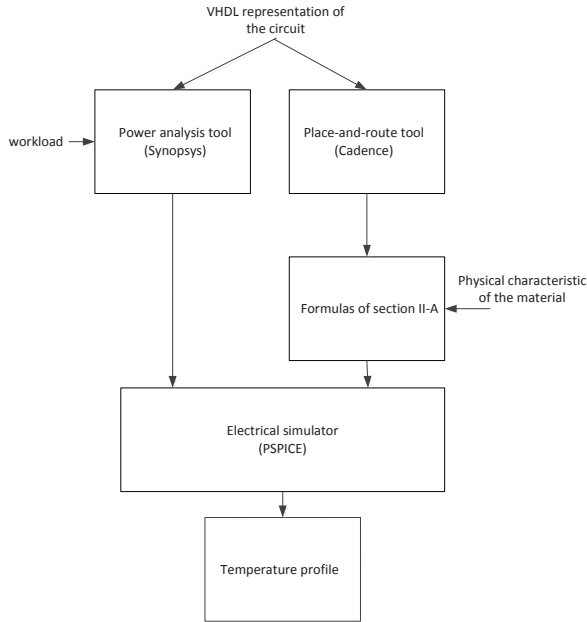 VHDL representation of
the circuit
workload
Power analysis tool
(Synopsys)
Place-and-route tool
(Cadence)
Formulas of section II-A
Physical characteristic
of the material
Electrical simulator
(PSPICE)
Temperature profile